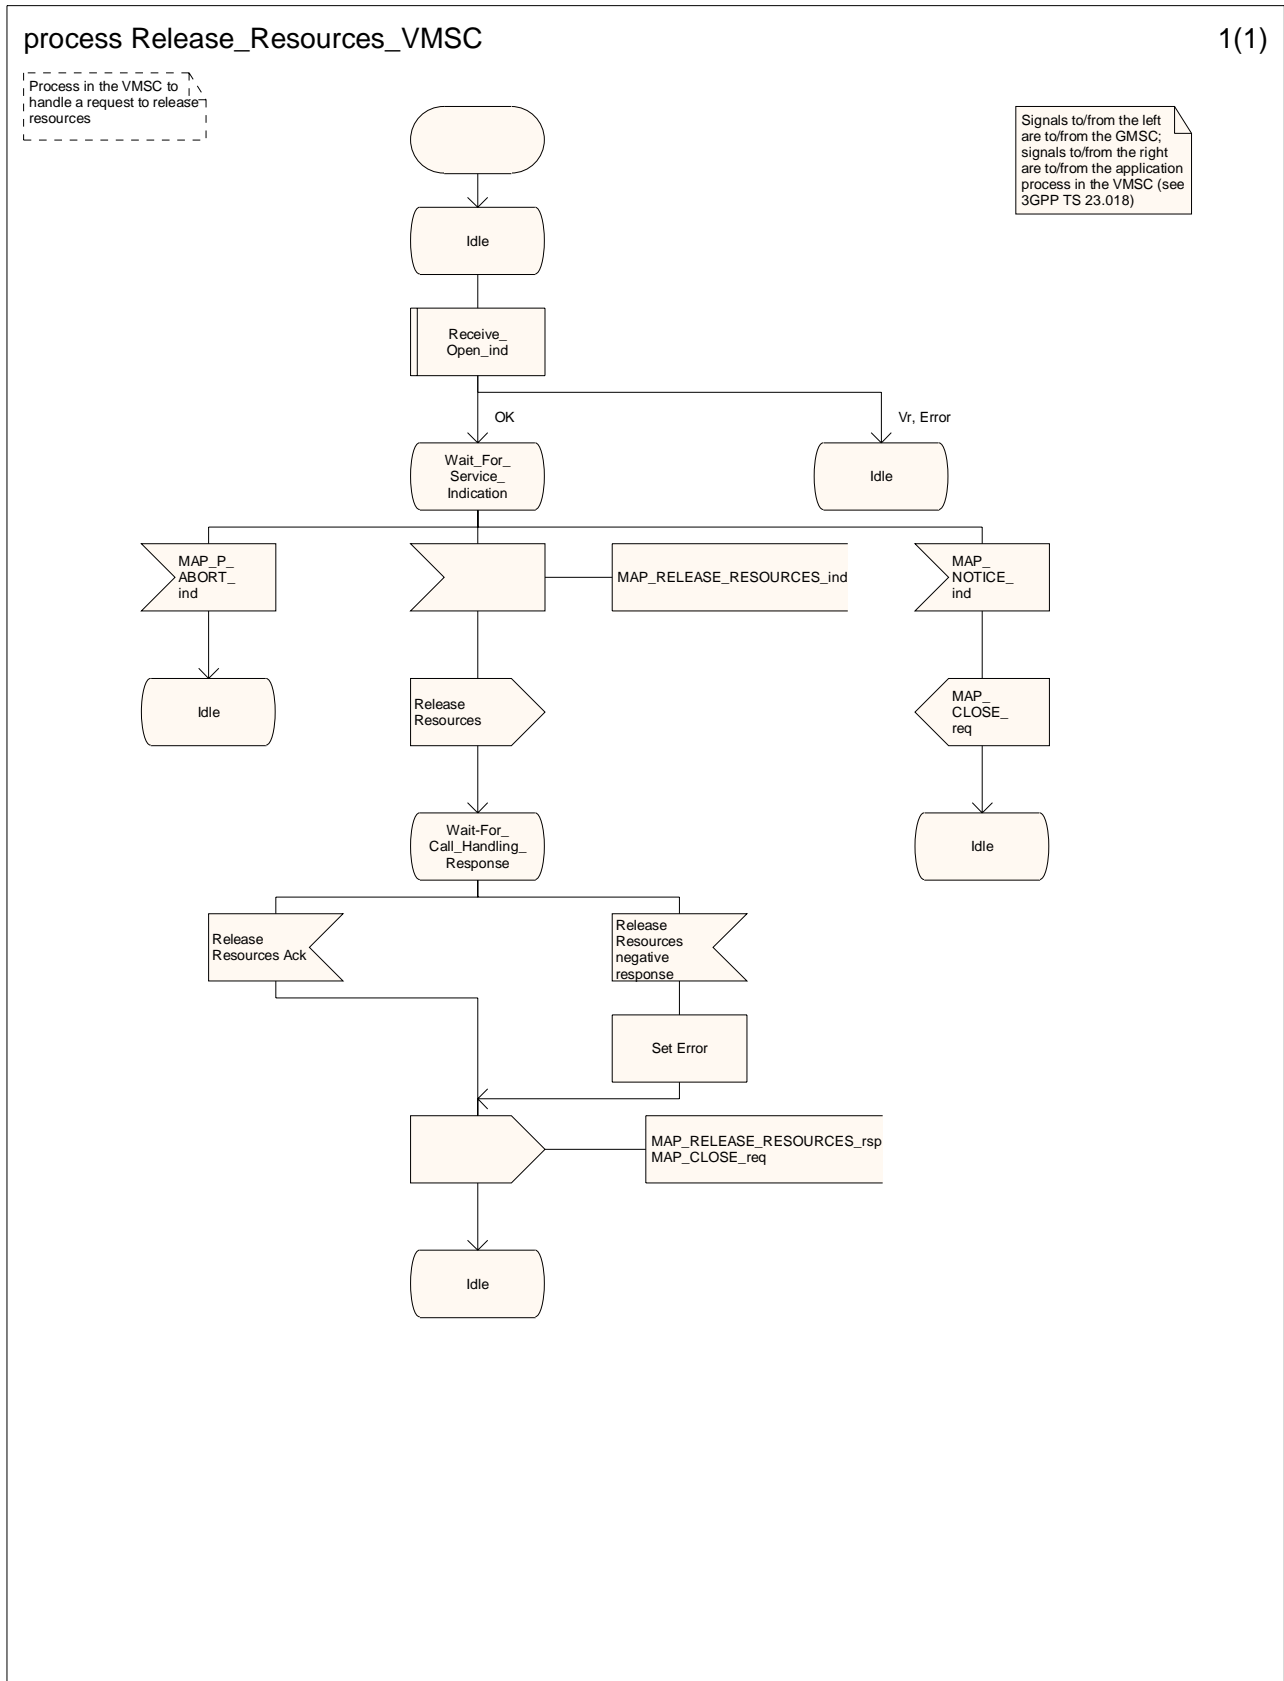 process Release_Resources_VMSC
1(1)
Process in the VMSC to
handle a request to release
resources
Signals to/from the left
are to/from the GMSC;
signals to/from the right
are to/from the application
process in the VMSC (see
3GPP TS 23.018)
Idle
Receive_
Open_ind
OK
Vr, Error
Wait_For_
Service_
Indication
Idle
MAP_P_
ABORT_
ind
MAP_RELEASE_RESOURCES_ind
MAP_
NOTICE_
ind
Idle
Release
Resources
MAP_
CLOSE_
req
Wait-For_
Call_Handling_
Response
Idle
Release
Resources Ack
Release
Resources
negative
response
Set Error
MAP_RELEASE_RESOURCES_rsp
MAP_CLOSE_req
Idle